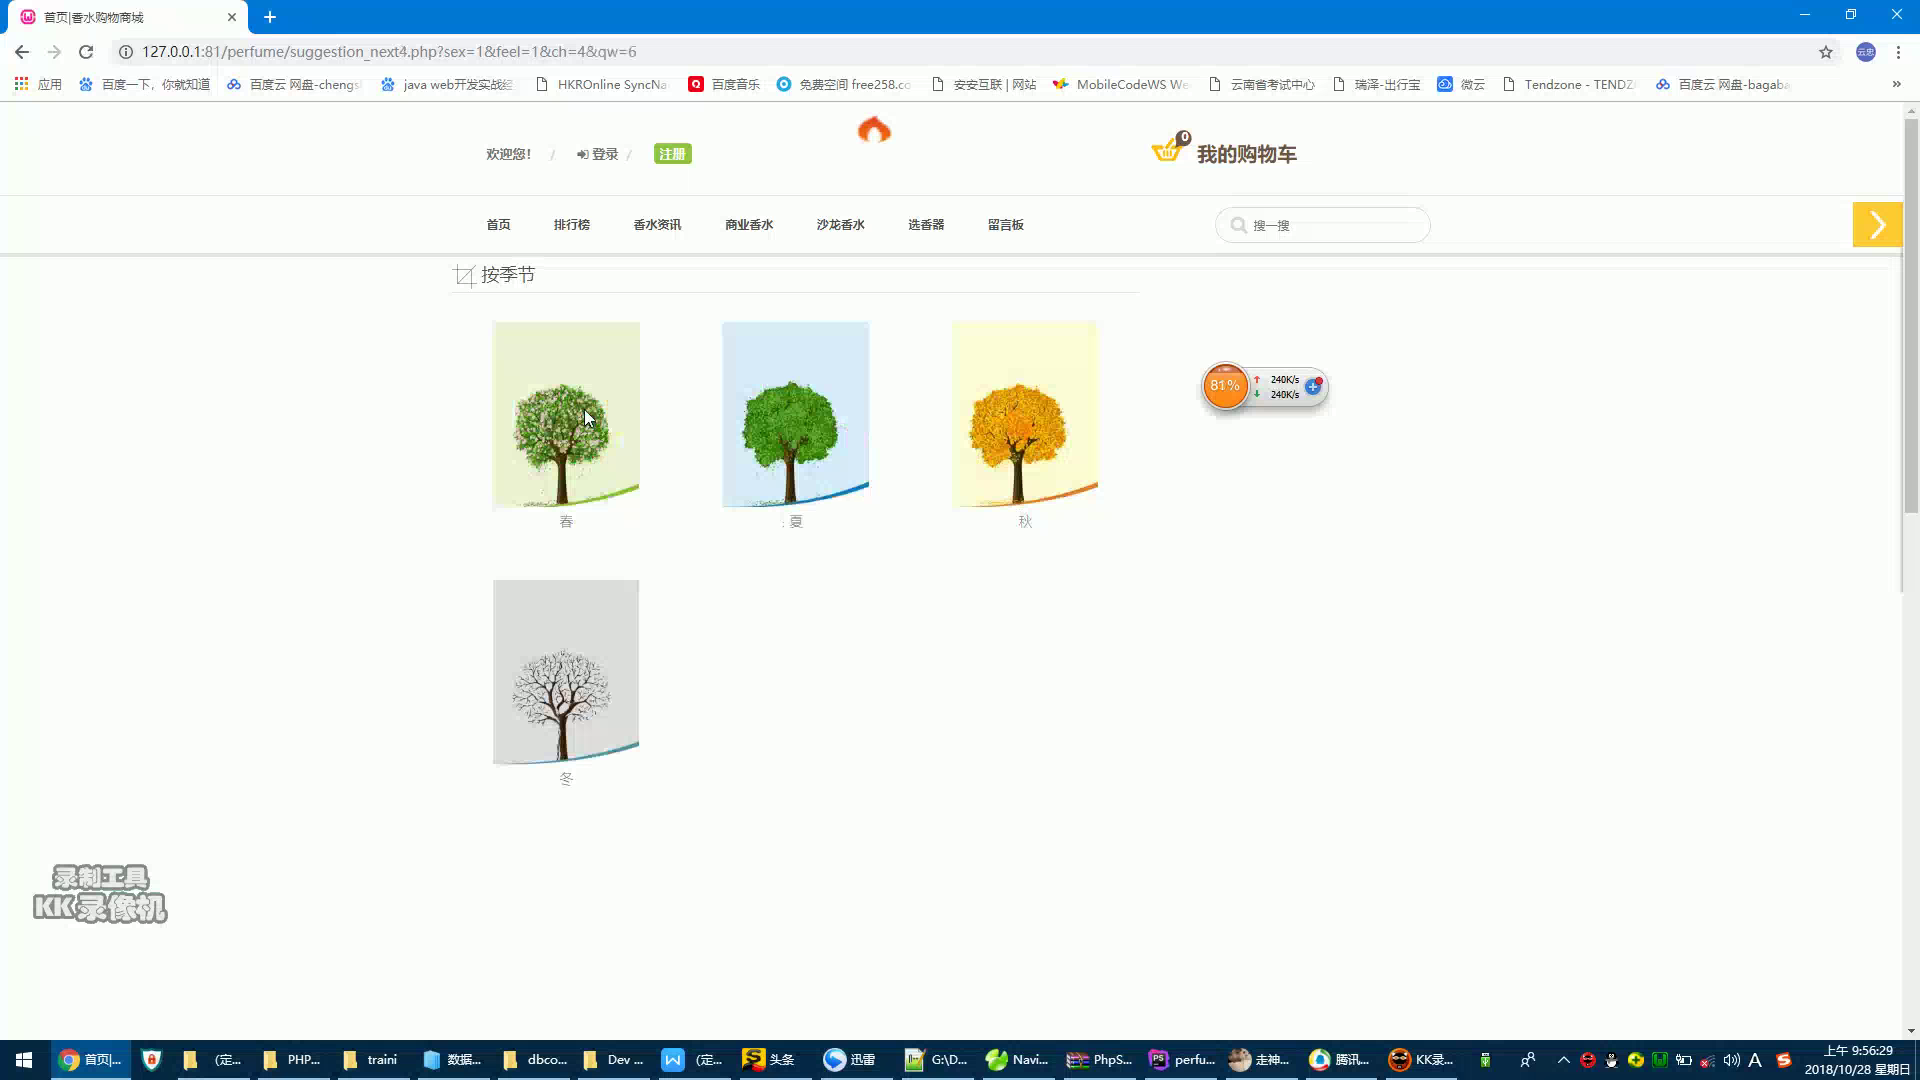 首页|香水购物商城
127.0.0.1:81/perfume/suggestion_next4.php?sex=1&feel=1&ch=4&qw=6
云忠
应用
百度一下，你就知道
百度云 网盘-chengs
java web开发实战经
HKROnline SyncNa
百度音乐
免费空间 free258.co
安安互联 | 网站
MobileCodeWS We
云南省考试中心
瑞泽-出行宝
微云
Tendzone - TENDZ
百度云 网盘-bagaba
»
欢迎您!
/
登录
/
注册
0
我的购物车
首页
排行榜
香水资讯
商业香水
沙龙香水
选香器
留言板
搜一搜
按季节
81%
240K/s
240K/s
春
: 夏
秋
冬
录制工具
KK录像机
首页|...
(定...
PHP...
traini
数据...
dbco...
Dev ...
(定...
头条
迅雷
G:\D...
Navi...
PhpS...
perfu...
走神...
腾讯...
KK录...
A
上午 9:56:29
2018/10/28 星期日